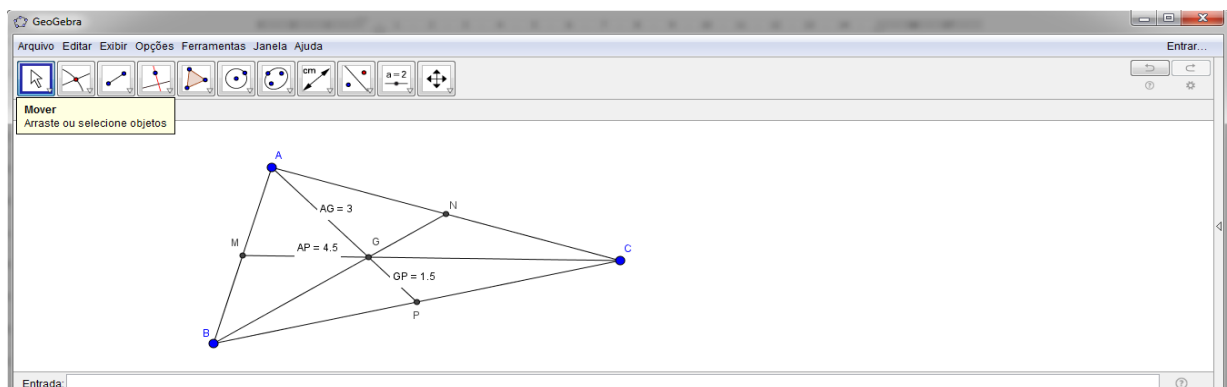 GeoGebra
Arquivo Editar Exibir Opções Ferramentas Janela Ajuda
Entrar...
cm
a = 2
Mover
Arraste ou selecione objetos
A
AG = 3
N
M
AP = 4.5
G
C
GP = 1.5
P
B
Entrada: